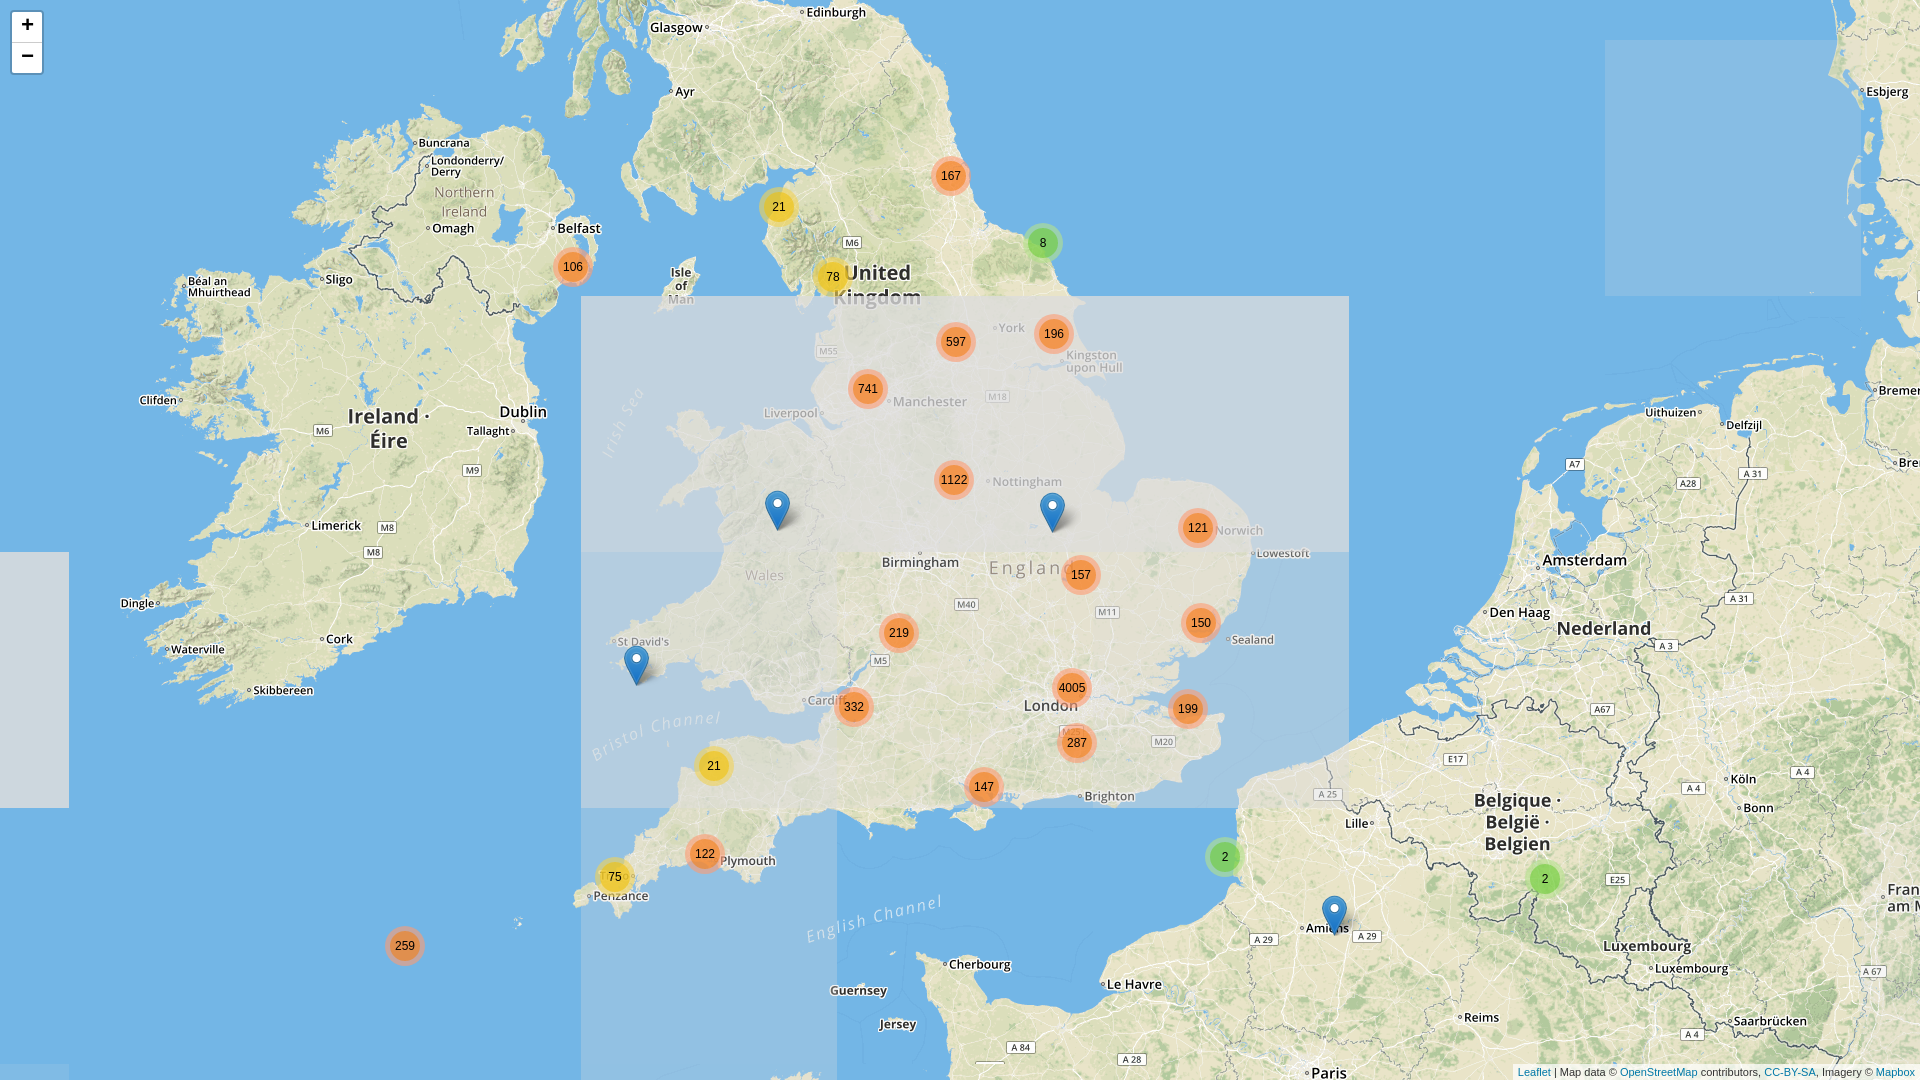 +
−
Edinburgh
Glasgow
Ayr
Esbjerg
Buncrana
Londonderry/
Derry
Northern
Ireland
Omagh
Belfast
167
21
8
M6
106
78
United
Kingdom
Isle
of
Man
Sligo
Béal an
Mhuirthead
York
196
597
M55
Kingston
upon Hull
741
Manchester
M18
Liverpool
Irish Sea
Clifden
Ireland ·
Éire
Dublin
Tallaght
M6
M9
Uithuizen
Delfzijl
Bremer
A7
A 31
A28
Bre
1122
Nottingham
Limerick
M8
M8
121
Norwich
Lowestoft
Birmingham
England
157
Wales
Amsterdam
A 31
Dingle
M40
M11
Den Haag
Nederland
219
150
Sealand
Cork
Waterville
St David's
M5
A 3
Skibbereen
4005
London
Cardiff
332
199
A67
Bristol Channel
M25
287
M20
E17
21
147
Brighton
A 25
Köln
A 4
A 4
Bonn
Belgique ·
België ·
Belgien
Lille
122
Plymouth
2
75
Penzance
2
E25
Fran
am M
English Channel
259
Amiens
A 29
A 29
Luxembourg
Luxembourg
A 67
Cherbourg
Le Havre
Guernsey
Jersey
Reims
Saarbrücken
A 4
A 84
A 28
Paris
Leaflet | Map data © OpenStreetMap contributors, CC-BY-SA, Imagery © Mapbox